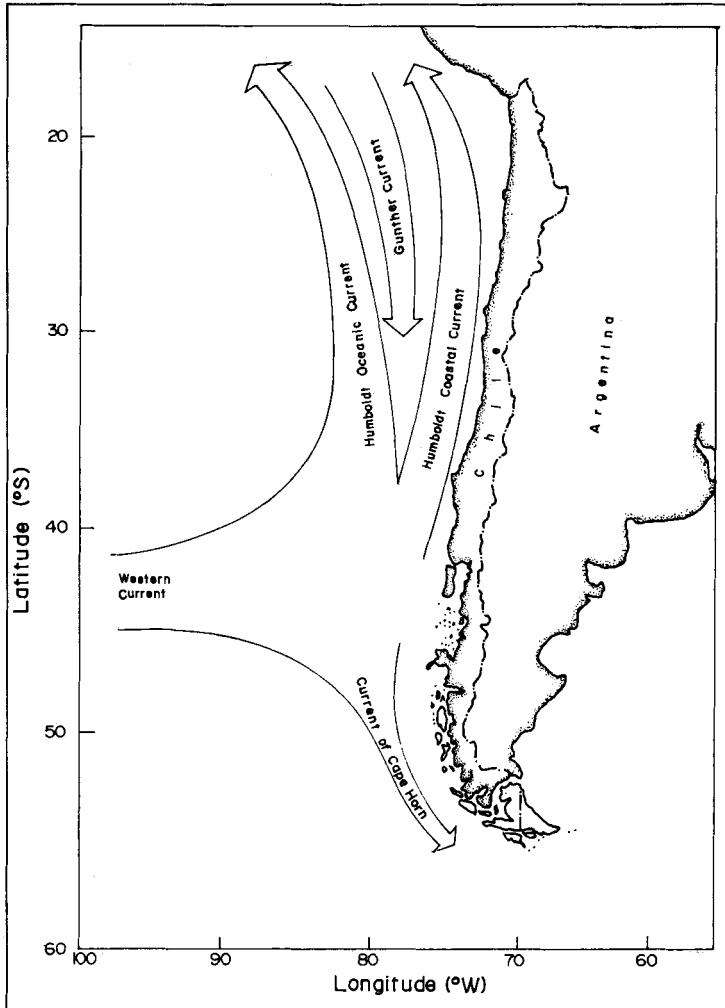 20
30
40
50
60
100
90
80
70
60
Latitude (°S)
Longitude (°W)
Gunther Current
Humboldt Oceanic Current
Humboldt Coastal Current
Chile
Argentina
Western
Current
Current of Cape Horn